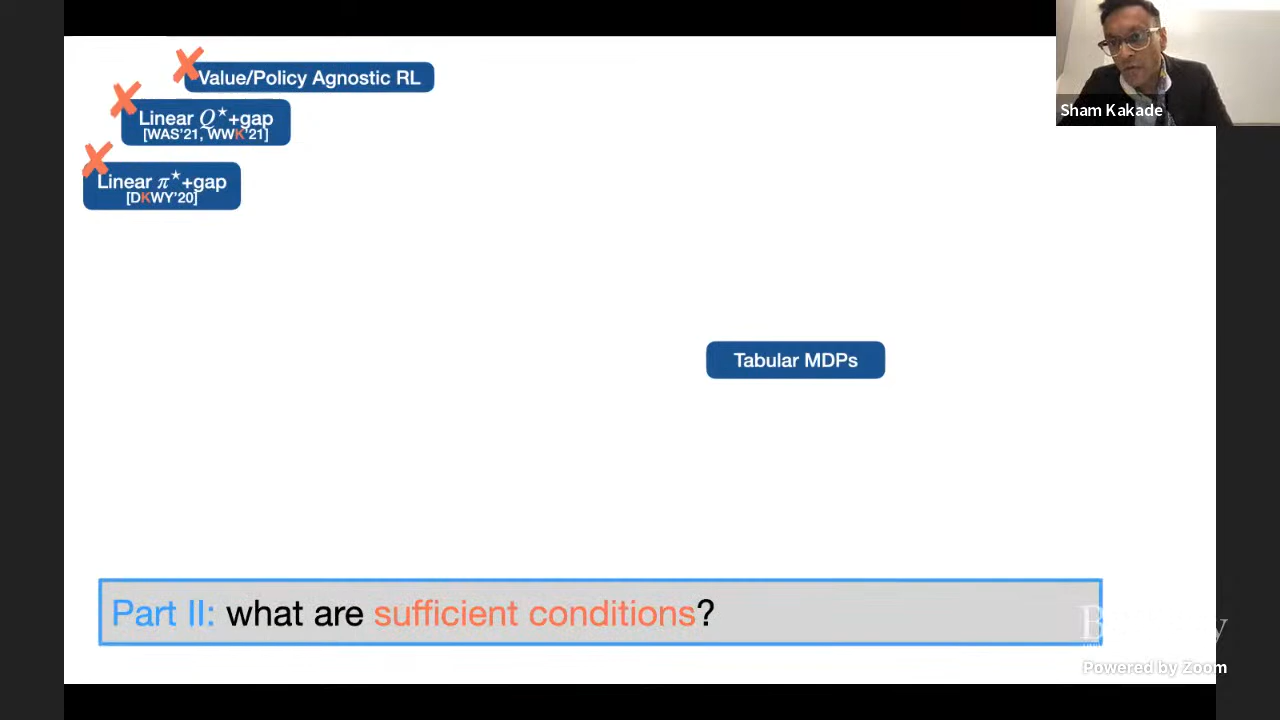 Value/Policy Agnostic RL
Linear Q*+gap
[WAS'21, WWK'21]
Linear π*+gap
[DKWY'20]
Sham Kakade
Tabular MDPs
Part II: what are sufficient conditions?
Powered by Zoom